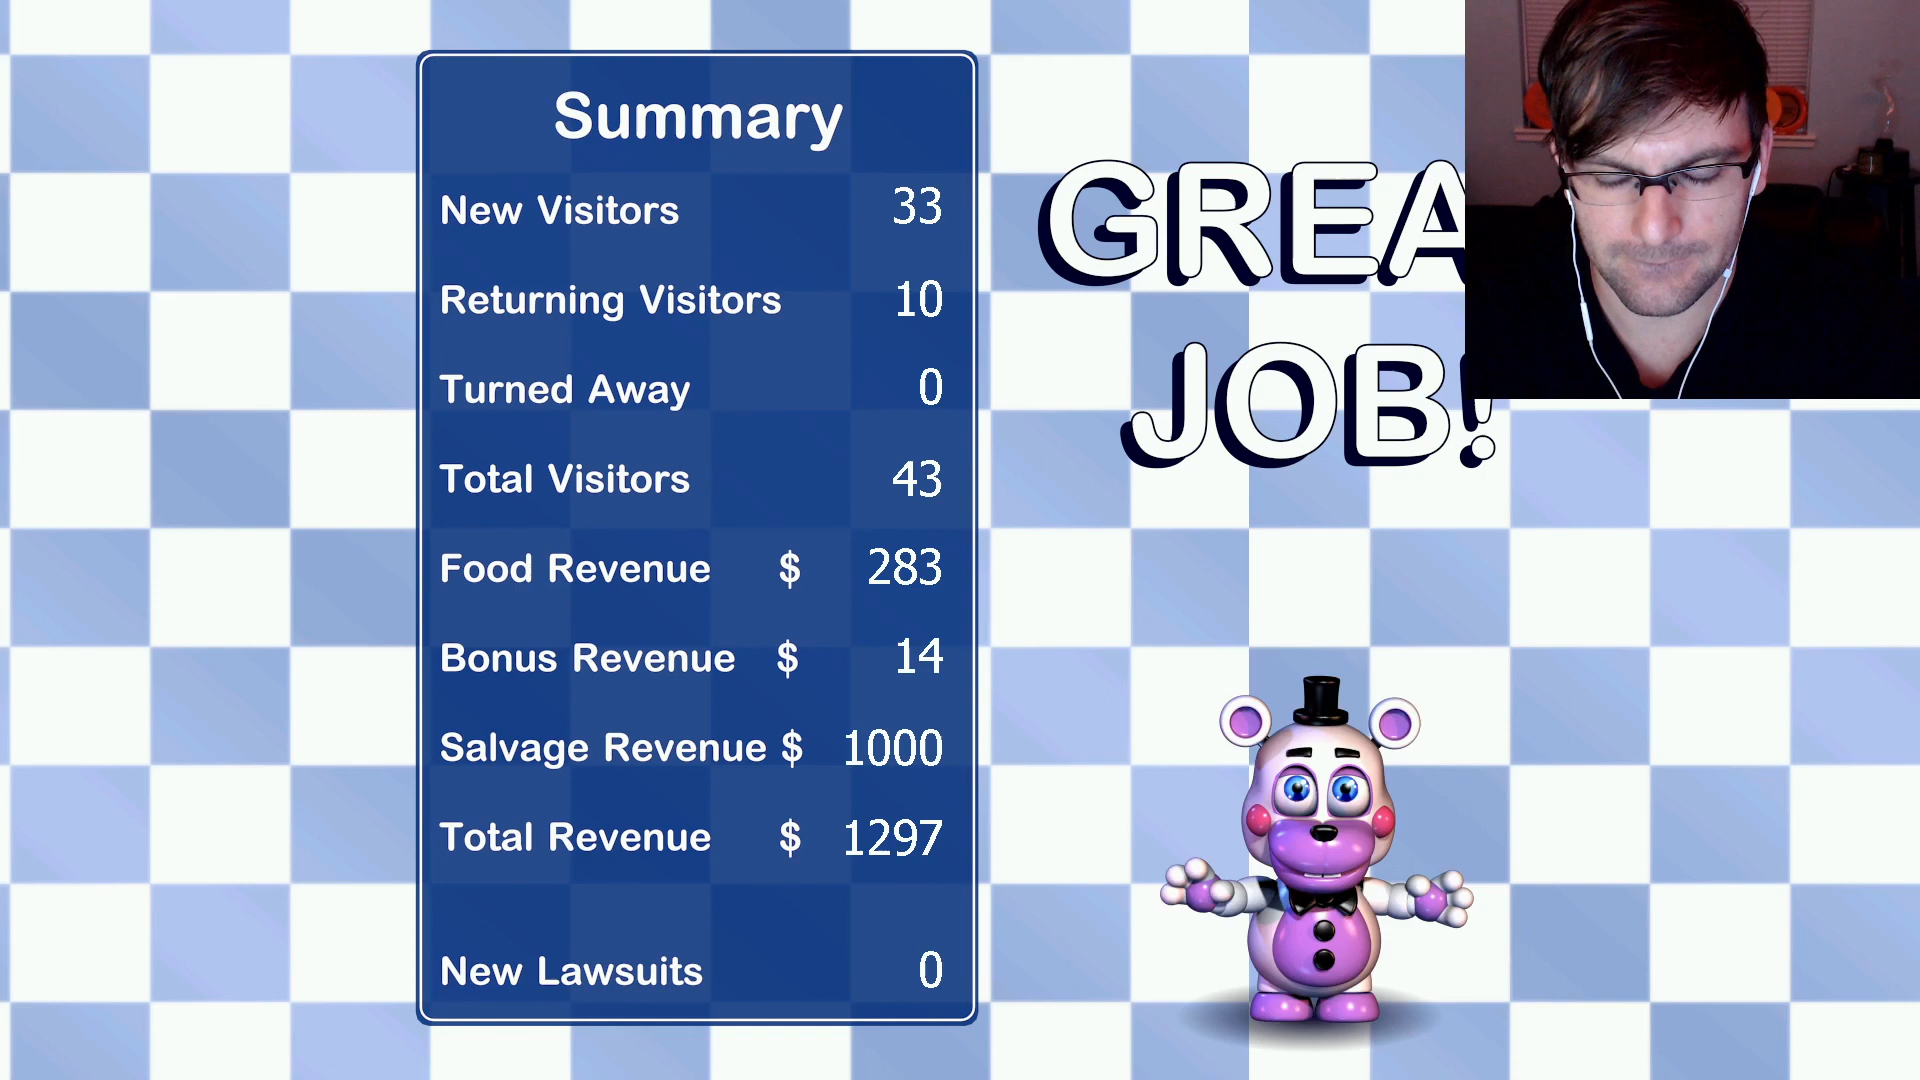 Summary
New Visitors 33
Returning Visitors 10
Turned Away 0
Total Visitors 43
Food Revenue $ 283
Bonus Revenue $ 14
Salvage Revenue $ 1000
Total Revenue $ 1297
New Lawsuits 0
GREA
JOB!